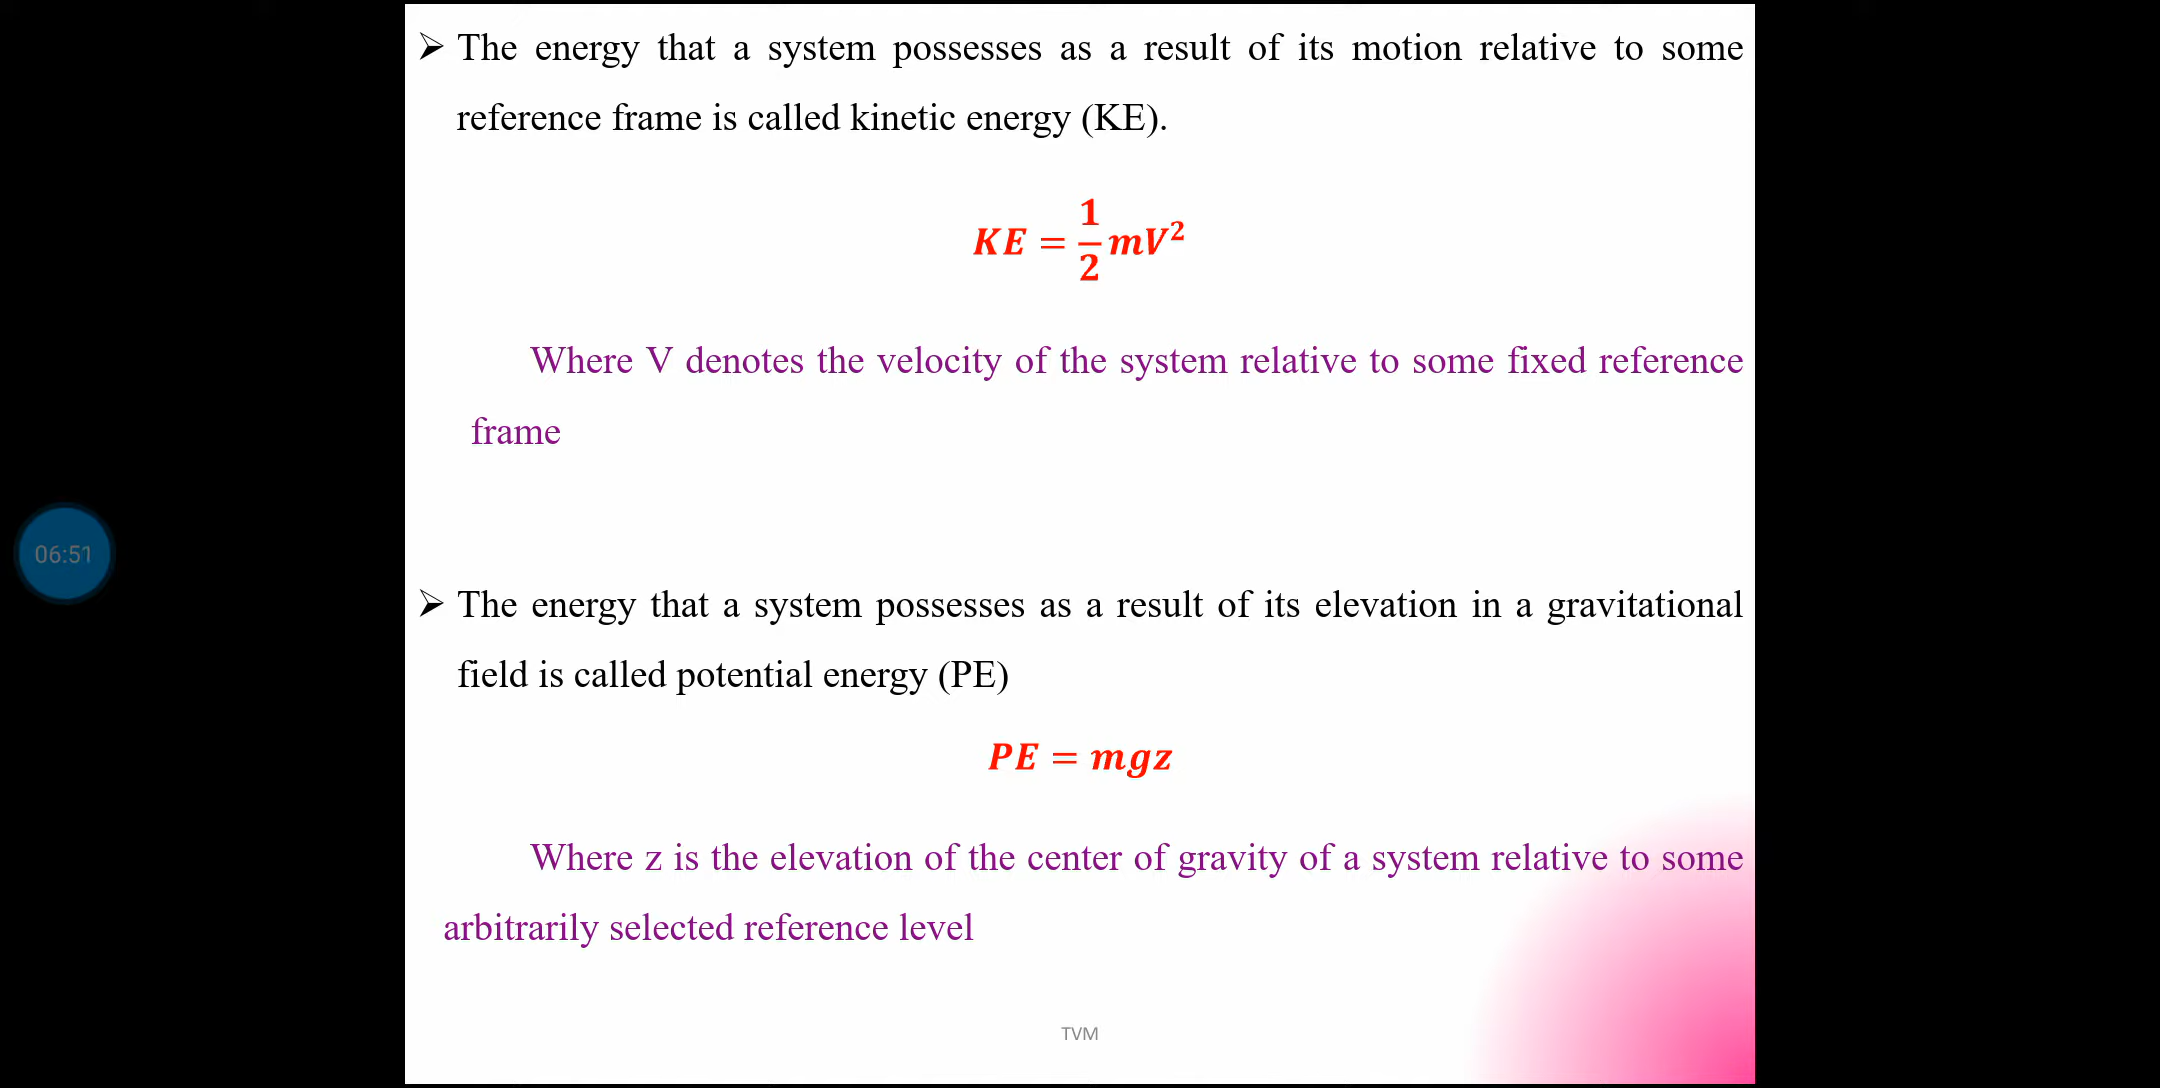 ➢ The energy that a system possesses as a result of its motion relative to some
reference frame is called kinetic energy (KE).
KE = 1/2 mV²
Where V denotes the velocity of the system relative to some fixed reference
frame
06:51
➢ The energy that a system possesses as a result of its elevation in a gravitational
field is called potential energy (PE)
PE = mgz
Where z is the elevation of the center of gravity of a system relative to some
arbitrarily selected reference level
TVM